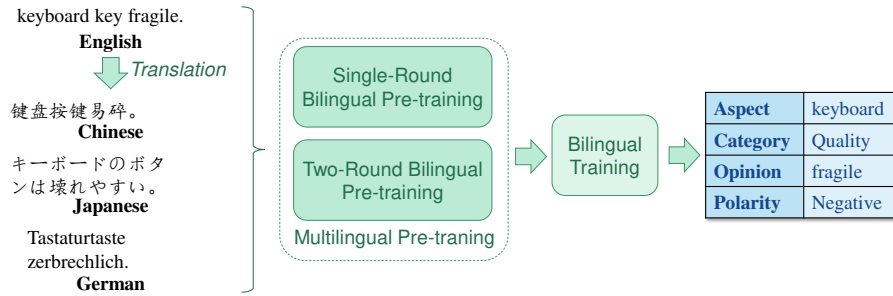 keyboard key fragile.
English
Translation
键盘按键易碎。
Chinese
キーボードのボタ
ンは壊れやすい。
Japanese
Tastaturtaste
zerbrechlich.
German
Single-Round
Bilingual Pre-training
Two-Round Bilingual
Pre-training
Multilingual Pre-traning
Bilingual
Training
Aspect keyboard
Category Quality
Opinion fragile
Polarity Negative